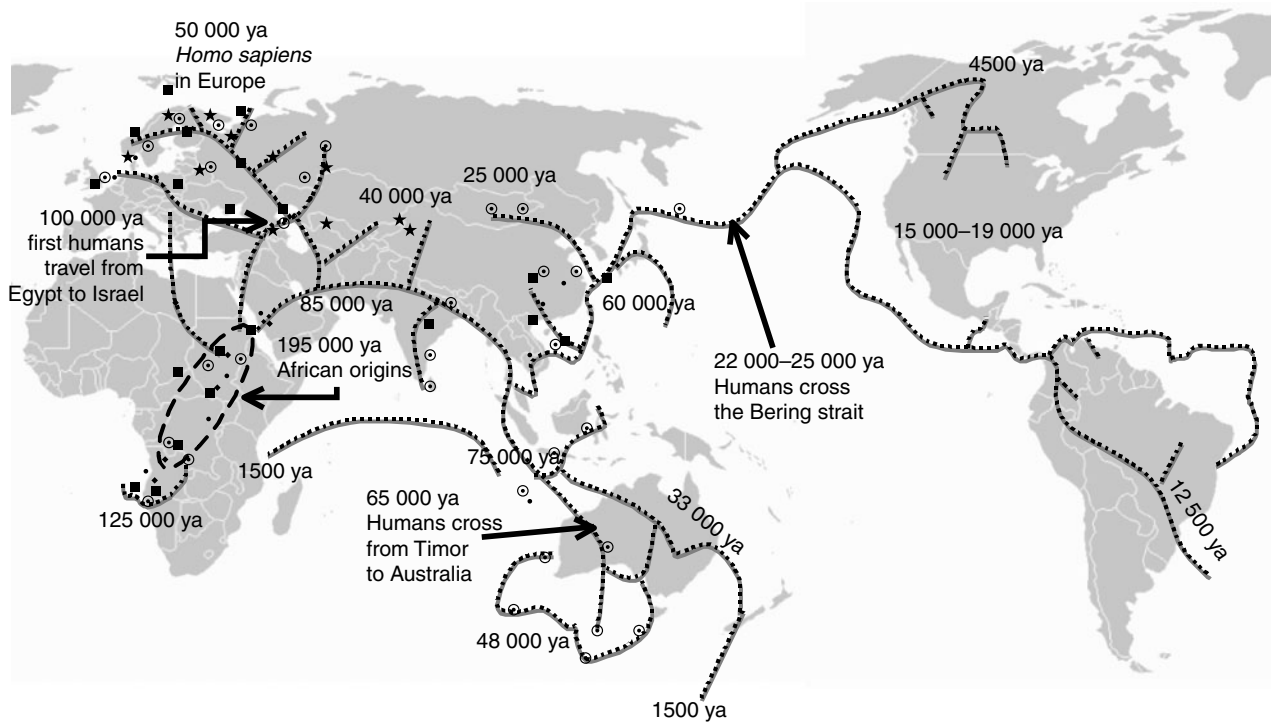 50 000 ya
Homo sapiens
in Europe
4500 ya
25 000 ya
40 000 ya
100 000 ya
first humans
travel from
Egypt to Israel
15 000–19 000 ya
85 000 ya
60 000 ya
195 000 ya
African origins
22 000–25 000 ya
Humans cross
the Bering strait
1500 ya
75 000 ya
125 000 ya
65 000 ya
Humans cross
from Timor
to Australia
33 000 ya
12 500 ya
48 000 ya
1500 ya